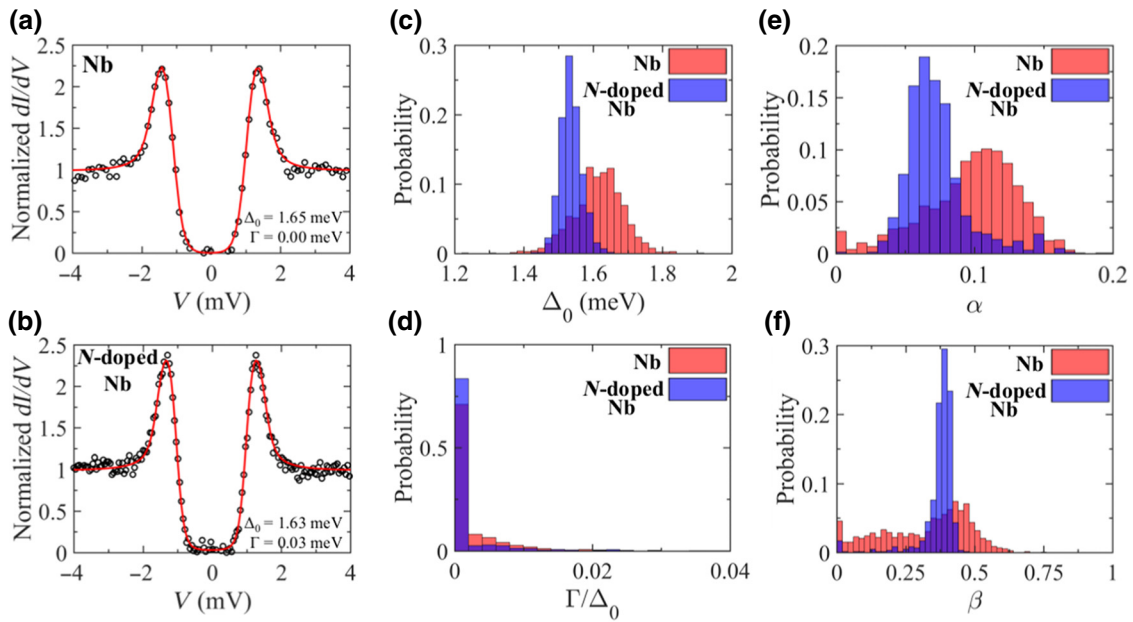 (a)
Nb
Normalized dI/dV
2.5
2
1.5
1
0.5
0
Δ0 = 1.65 meV
Γ = 0.00 meV
−4
−2
0
2
4
V (mV)
(b)
N-doped
Nb
Normalized dI/dV
2.5
2
1.5
1
0.5
0
Δ0 = 1.63 meV
Γ = 0.03 meV
−4
−2
0
2
4
V (mV)
(c)
Nb
N-doped
Nb
Probability
0.3
0.2
0.1
0
1.2
1.4
1.6
1.8
2
Δ0 (meV)
(d)
Nb
N-doped
Nb
Probability
1
0.5
0
0
0.02
0.04
Γ/Δ0
(e)
Nb
N-doped
Nb
Probability
0.2
0.15
0.1
0.05
0
0
0.1
0.2
α
(f)
Nb
N-doped
Nb
Probability
0.3
0.2
0.1
0
0
0.25
0.5
0.75
1
β